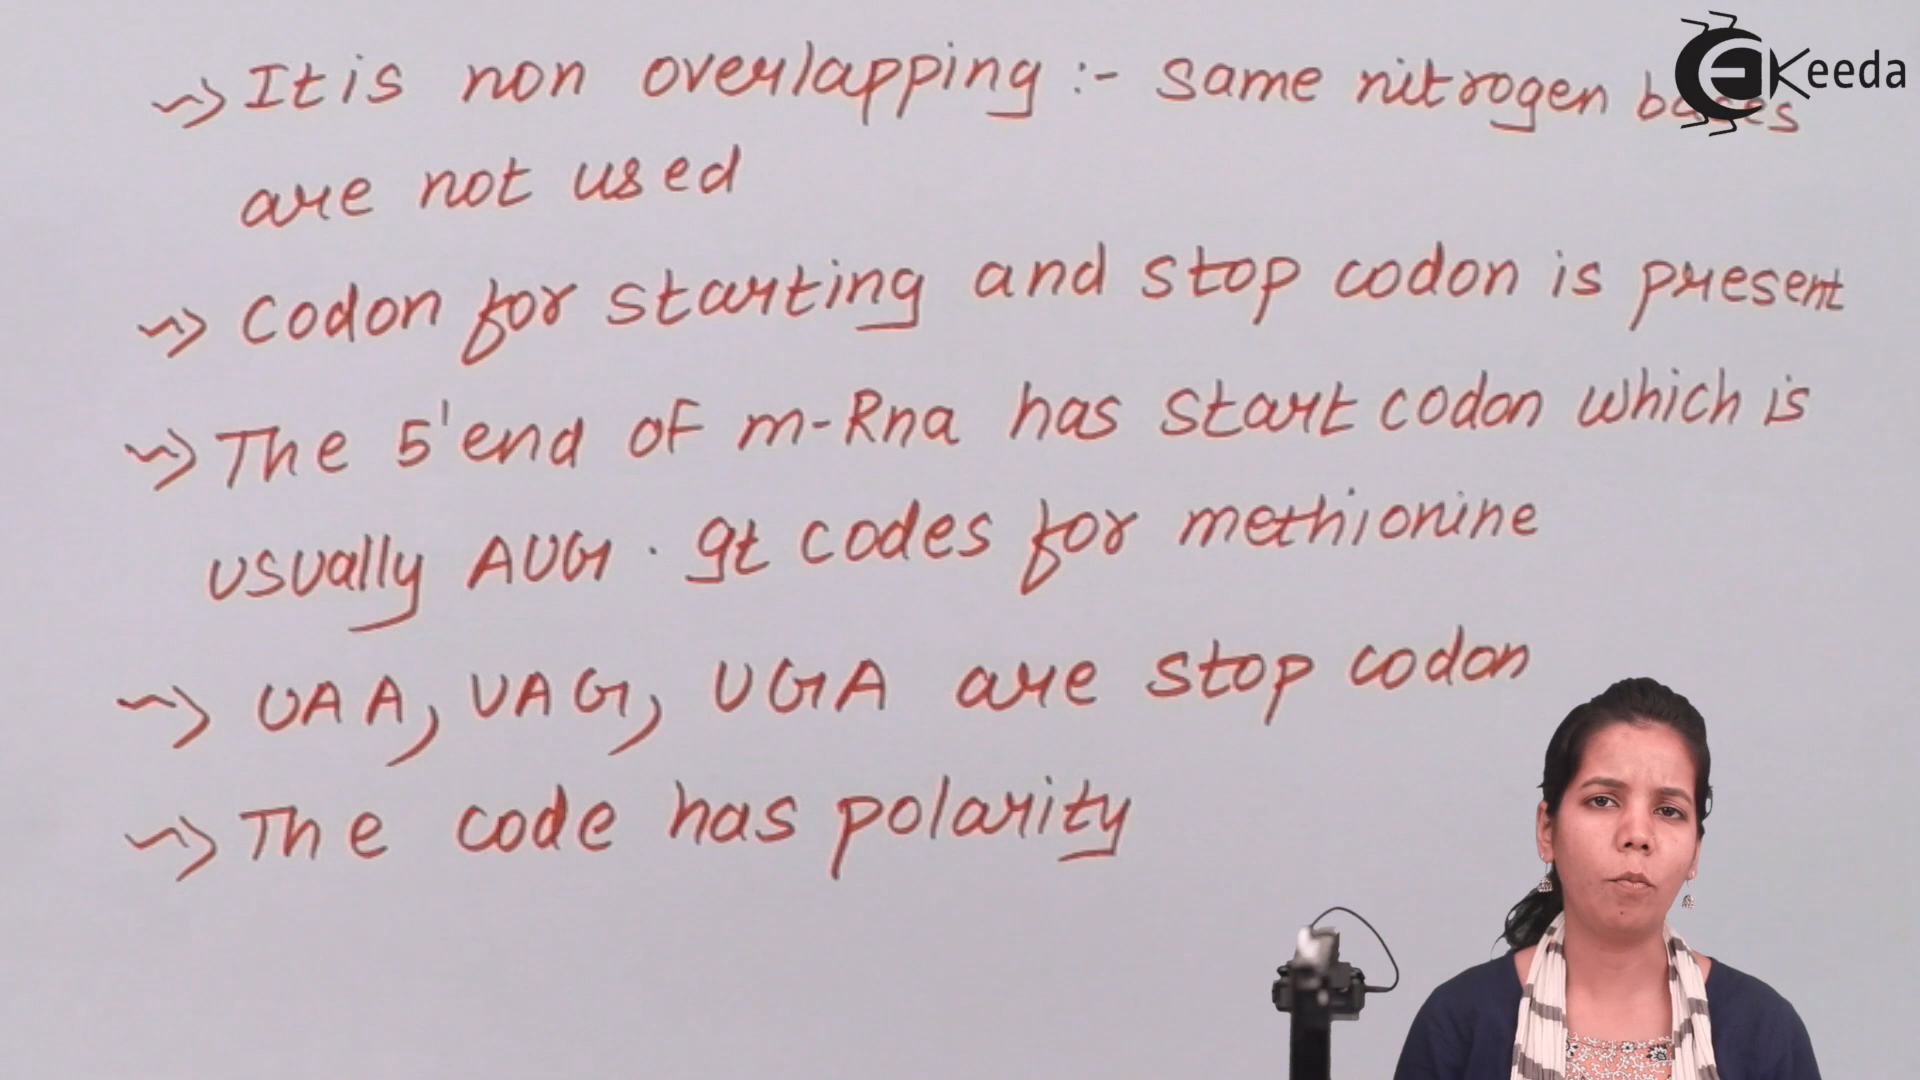 EKeeda
~> It is non overlapping :- same nitrogen bases
are not used
~> Codon for starting and stop codon is present
~> The 5' end of m-Rna has start codon which is
usually AUG. It codes for methionine
~> UAA, UAG, UGA are stop codon
~> The code has polarity